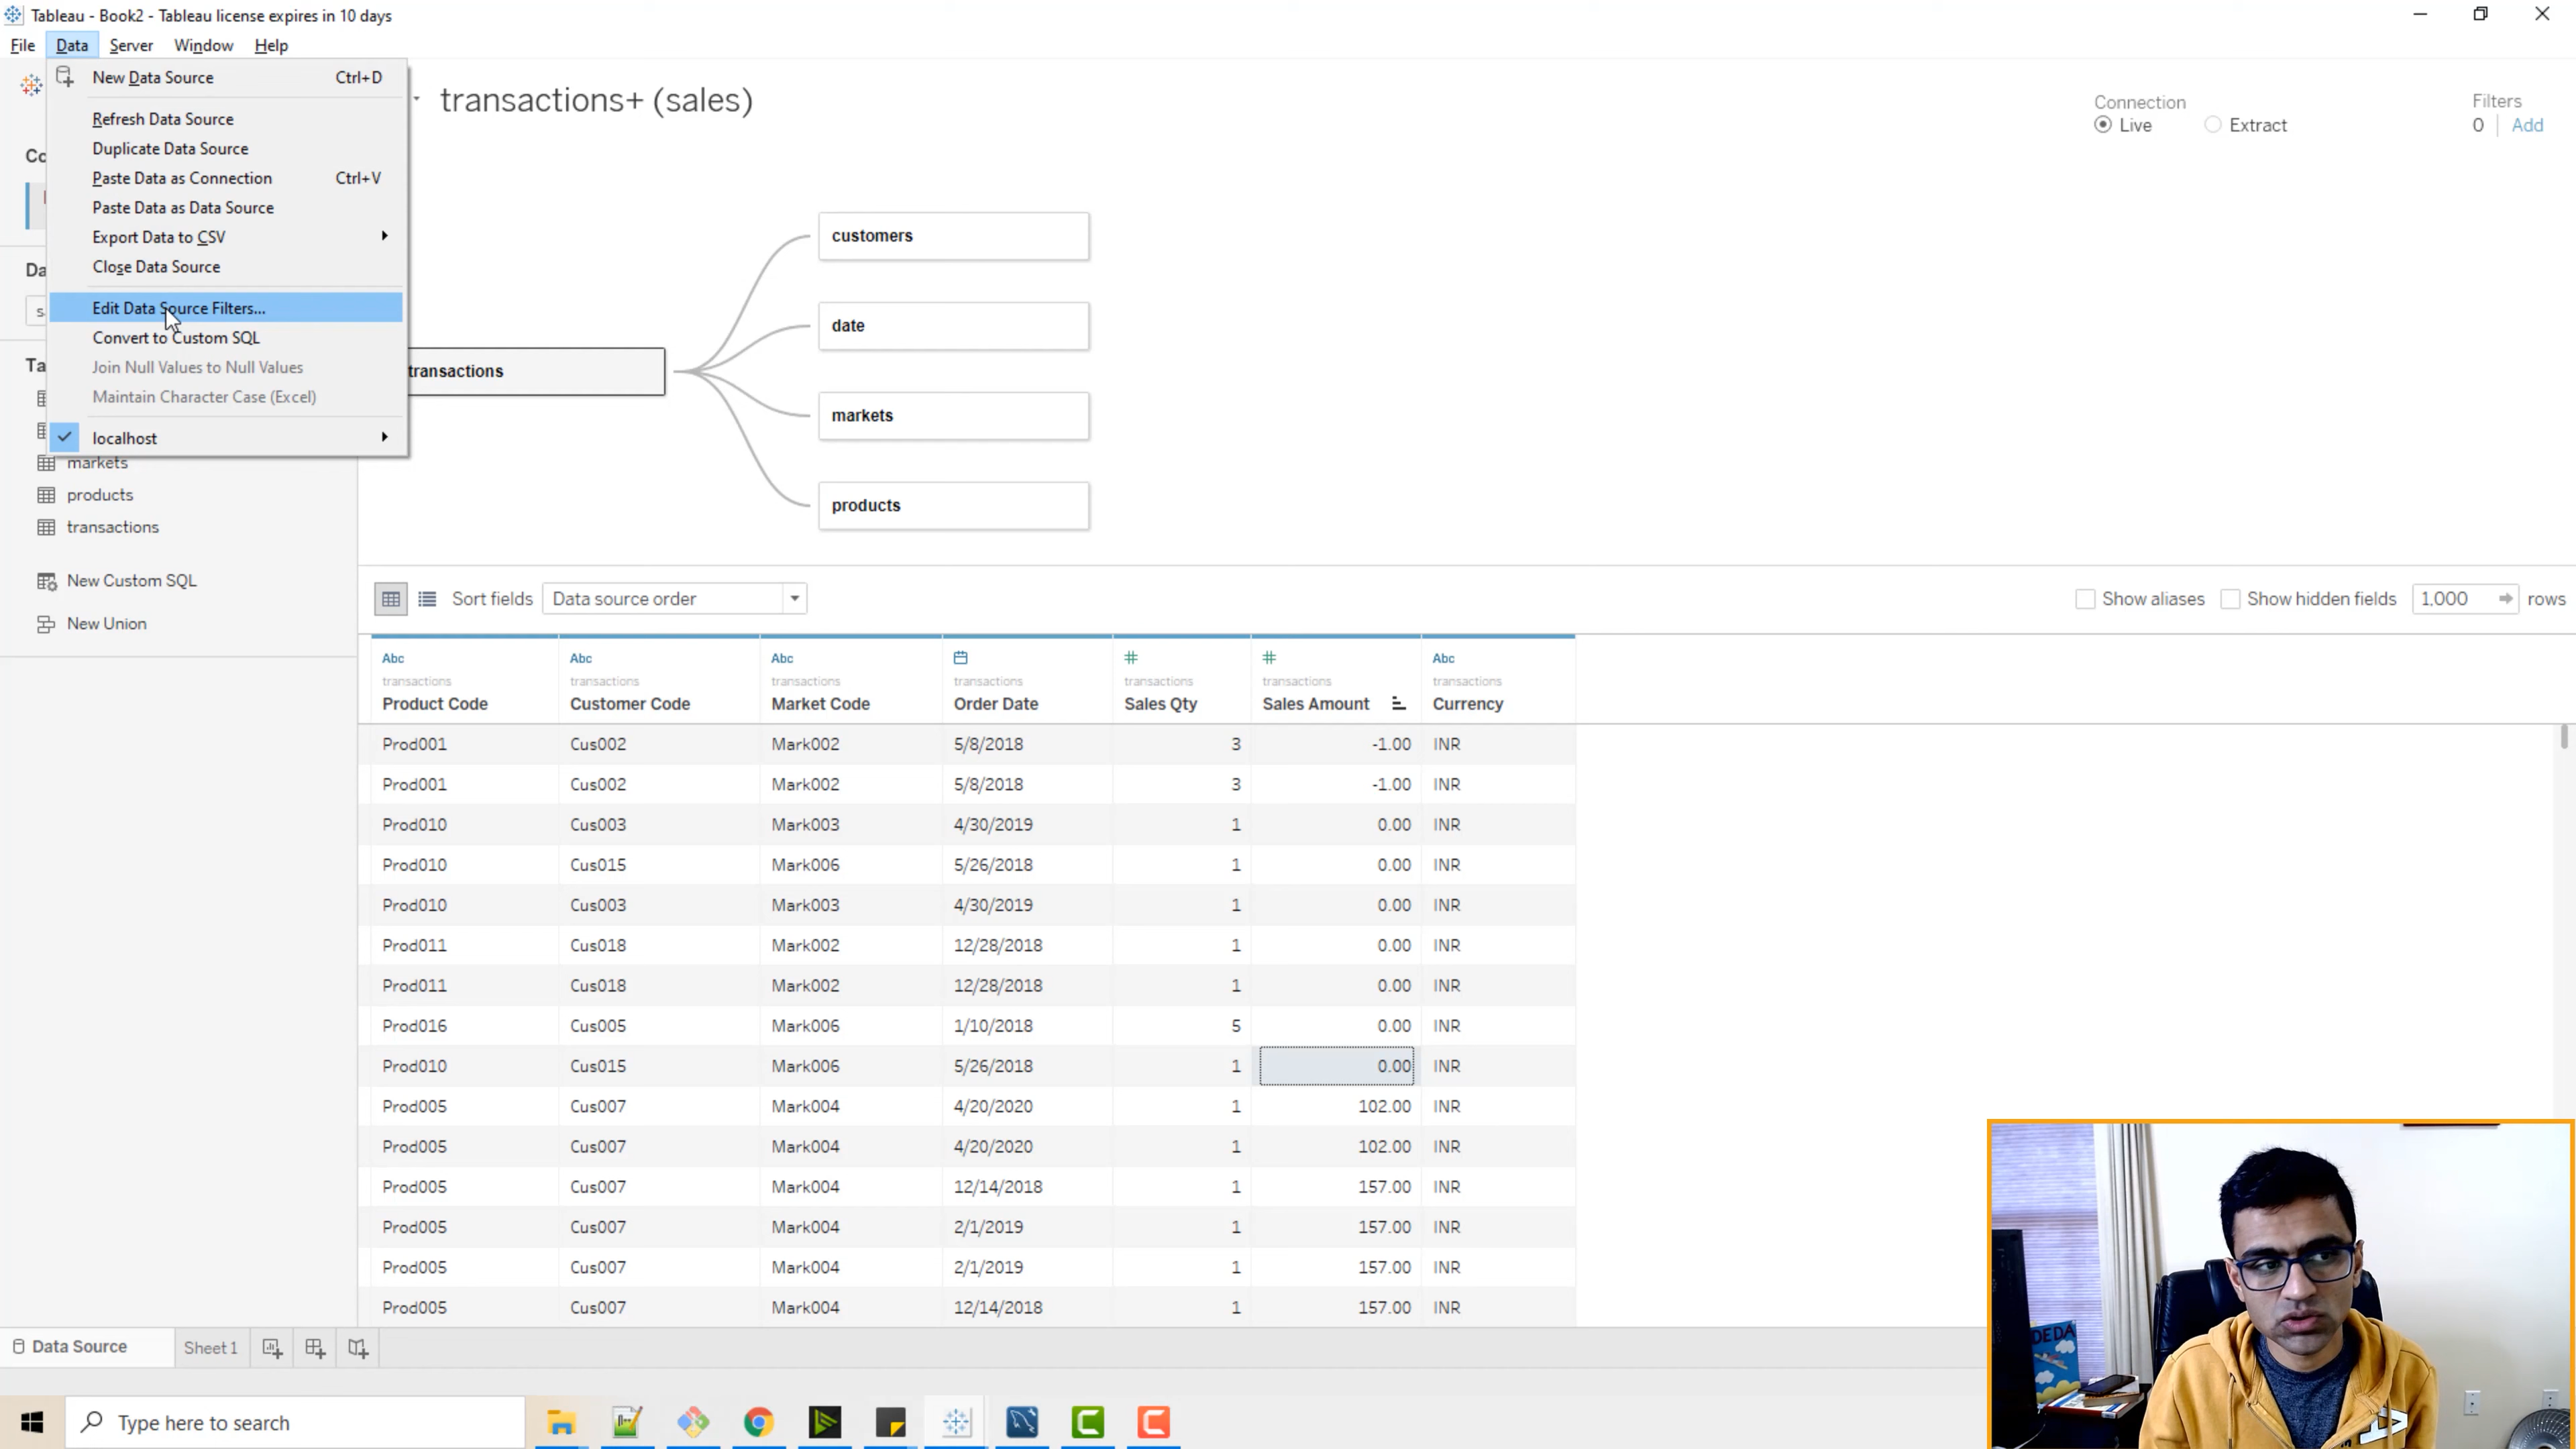 Tableau - Book2 - Tableau license expires in 10 days
File Data Server Window Help
New Data Source Ctrl+D
Refresh Data Source
Duplicate Data Source
Paste Data as Connection Ctrl+V
Paste Data as Data Source
Export Data to CSV
Close Data Source
Edit Data Source Filters...
Convert to Custom SQL
Join Null Values to Null Values
Maintain Character Case (Excel)
localhost
Co
Da
s
Ta
markets
products
transactions
New Custom SQL
New Union
transactions+ (sales)
Connection
Live Extract
Filters
0 Add
customers
date
transactions
markets
products
Sort fields Data source order Show aliases Show hidden fields 1,000 rows
Abc Abc Abc # # Abc
transactions transactions transactions transactions transactions transactions transactions
Product Code Customer Code Market Code Order Date Sales Qty Sales Amount Currency
Prod001 Cus002 Mark002 5/8/2018 3 -1.00 INR
Prod001 Cus002 Mark002 5/8/2018 3 -1.00 INR
Prod010 Cus003 Mark003 4/30/2019 1 0.00 INR
Prod010 Cus015 Mark006 5/26/2018 1 0.00 INR
Prod010 Cus003 Mark003 4/30/2019 1 0.00 INR
Prod011 Cus018 Mark002 12/28/2018 1 0.00 INR
Prod011 Cus018 Mark002 12/28/2018 1 0.00 INR
Prod016 Cus005 Mark006 1/10/2018 5 0.00 INR
Prod010 Cus015 Mark006 5/26/2018 1 0.00 INR
Prod005 Cus007 Mark004 4/20/2020 1 102.00 INR
Prod005 Cus007 Mark004 4/20/2020 1 102.00 INR
Prod005 Cus007 Mark004 12/14/2018 1 157.00 INR
Prod005 Cus007 Mark004 2/1/2019 1 157.00 INR
Prod005 Cus007 Mark004 2/1/2019 1 157.00 INR
Prod005 Cus007 Mark004 12/14/2018 1 157.00 INR
Data Source Sheet 1
Type here to search